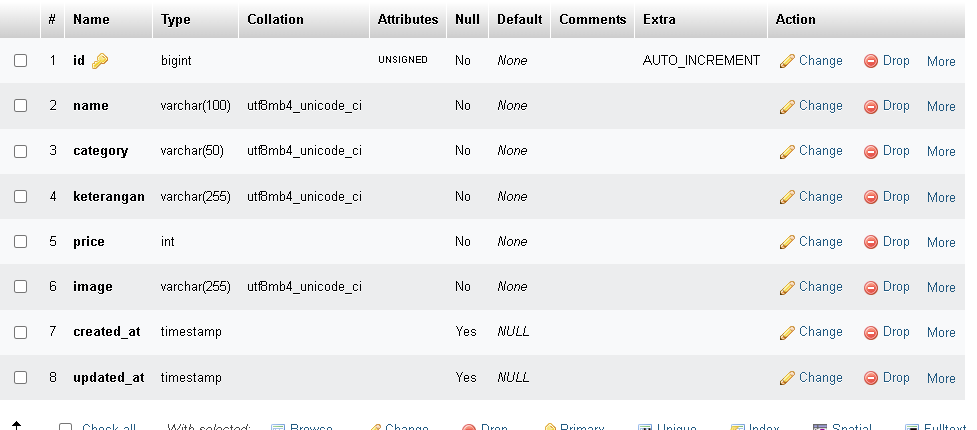 # Name Type Collation Attributes Null Default Comments Extra Action
1 id bigint UNSIGNED No None AUTO_INCREMENT Change Drop More
2 name varchar(100) utf8mb4_unicode_ci No None Change Drop More
3 category varchar(50) utf8mb4_unicode_ci No None Change Drop More
4 keterangan varchar(255) utf8mb4_unicode_ci No None Change Drop More
5 price int No None Change Drop More
6 image varchar(255) utf8mb4_unicode_ci No None Change Drop More
7 created_at timestamp Yes NULL Change Drop More
8 updated_at timestamp Yes NULL Change Drop More
Check all With selected: Browse Change Drop Primary Unique Index Spatial Fulltext